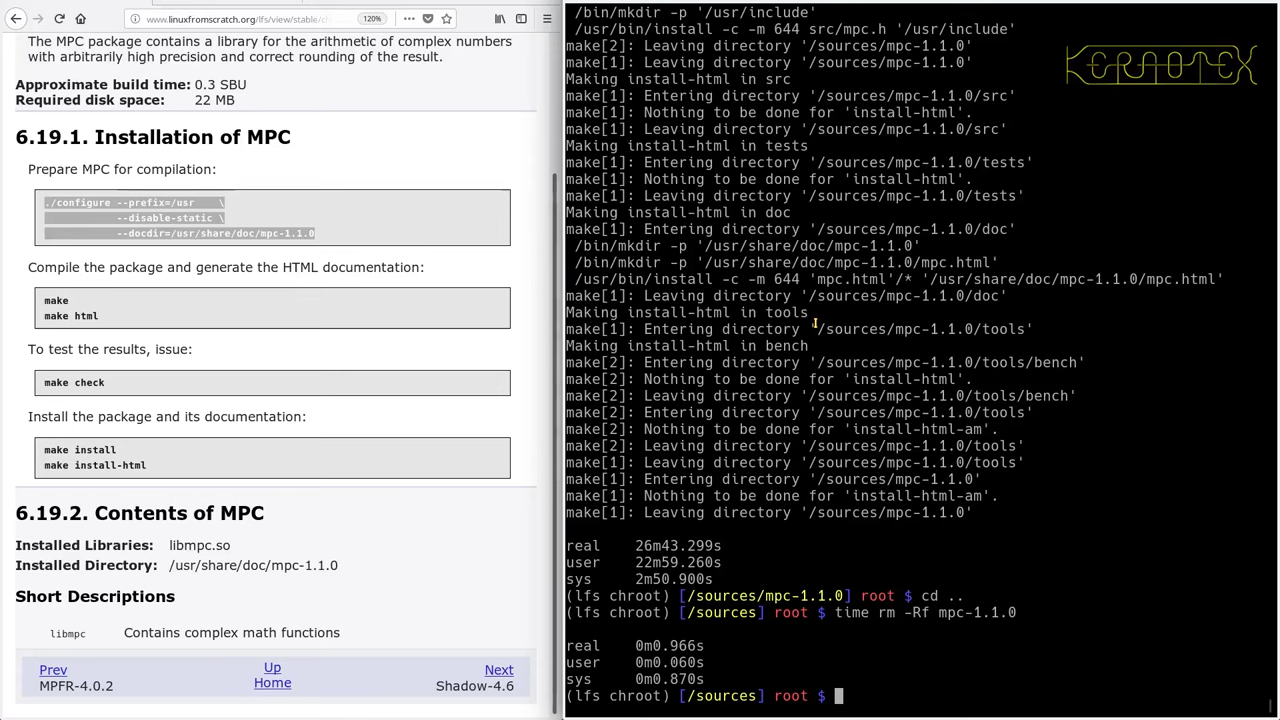 www.linuxfromscratch.org/lfs/view/stable/c
120%
The MPC package contains a library for the arithmetic of complex numbers
with arbitrarily high precision and correct rounding of the result.
Approximate build time: 0.3 SBU
Required disk space: 22 MB
6.19.1. Installation of MPC
Prepare MPC for compilation:
./configure --prefix=/usr    \
--disable-static \
--docdir=/usr/share/doc/mpc-1.1.0
Compile the package and generate the HTML documentation:
make
make html
To test the results, issue:
make check
Install the package and its documentation:
make install
make install-html
6.19.2. Contents of MPC
Installed Libraries: libmpc.so
Installed Directory: /usr/share/doc/mpc-1.1.0
Short Descriptions
libmpc Contains complex math functions
Prev Up Next
MPFR-4.0.2 Home Shadow-4.6
/bin/mkdir -p '/usr/include'
/usr/bin/install -c -m 644 src/mpc.h '/usr/include'
make[2]: Leaving directory '/sources/mpc-1.1.0'
make[1]: Leaving directory '/sources/mpc-1.1.0'
Making install-html in src
make[1]: Entering directory '/sources/mpc-1.1.0/src'
make[1]: Nothing to be done for 'install-html'.
make[1]: Leaving directory '/sources/mpc-1.1.0/src'
Making install-html in tests
make[1]: Entering directory '/sources/mpc-1.1.0/tests'
make[1]: Nothing to be done for 'install-html'.
make[1]: Leaving directory '/sources/mpc-1.1.0/tests'
Making install-html in doc
make[1]: Entering directory '/sources/mpc-1.1.0/doc'
/bin/mkdir -p '/usr/share/doc/mpc-1.1.0'
/bin/mkdir -p '/usr/share/doc/mpc-1.1.0/mpc.html'
/usr/bin/install -c -m 644 'mpc.html'/* '/usr/share/doc/mpc-1.1.0/mpc.html'
make[1]: Leaving directory '/sources/mpc-1.1.0/doc'
Making install-html in tools
make[1]: Entering directory '/sources/mpc-1.1.0/tools'
Making install-html in bench
make[2]: Entering directory '/sources/mpc-1.1.0/tools/bench'
make[2]: Nothing to be done for 'install-html'.
make[2]: Leaving directory '/sources/mpc-1.1.0/tools/bench'
make[2]: Entering directory '/sources/mpc-1.1.0/tools'
make[2]: Nothing to be done for 'install-html-am'.
make[2]: Leaving directory '/sources/mpc-1.1.0/tools'
make[1]: Leaving directory '/sources/mpc-1.1.0/tools'
make[1]: Entering directory '/sources/mpc-1.1.0'
make[1]: Nothing to be done for 'install-html-am'.
make[1]: Leaving directory '/sources/mpc-1.1.0'
real    26m43.299s
user    22m59.260s
sys     2m50.900s
(lfs chroot) [/sources/mpc-1.1.0] root $ cd ..
(lfs chroot) [/sources] root $ time rm -Rf mpc-1.1.0
real    0m0.966s
user    0m0.060s
sys     0m0.870s
(lfs chroot) [/sources] root $